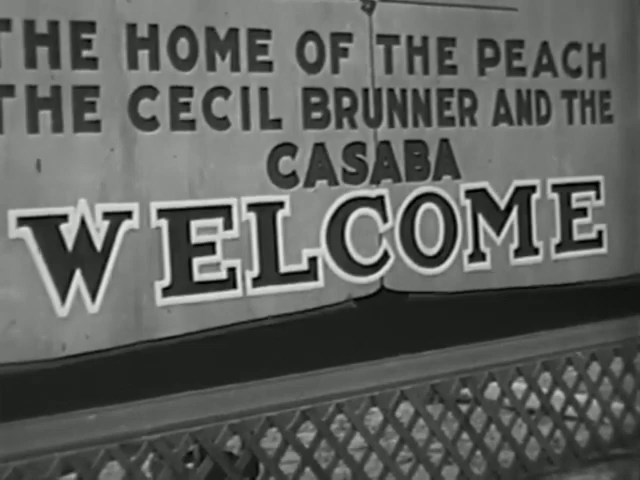 THE HOME OF THE PEACH
THE CECIL BRUNNER AND THE
CASABA
WELCOME